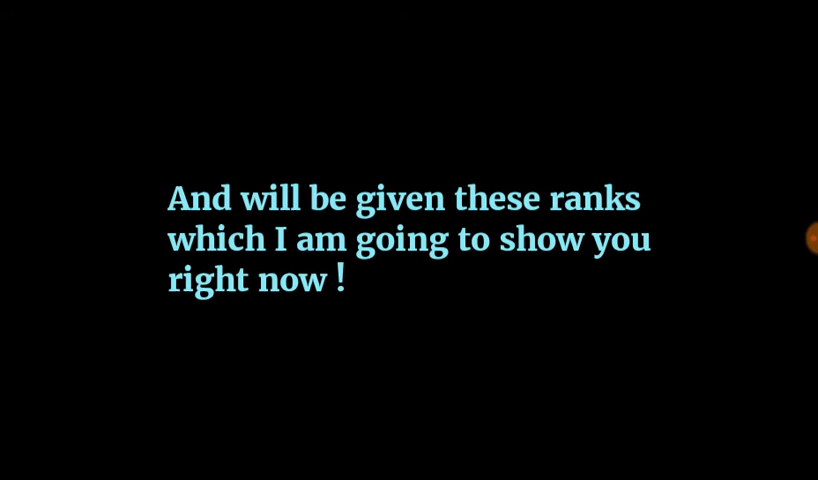 And will be given these ranks
which I am going to show you
right now !